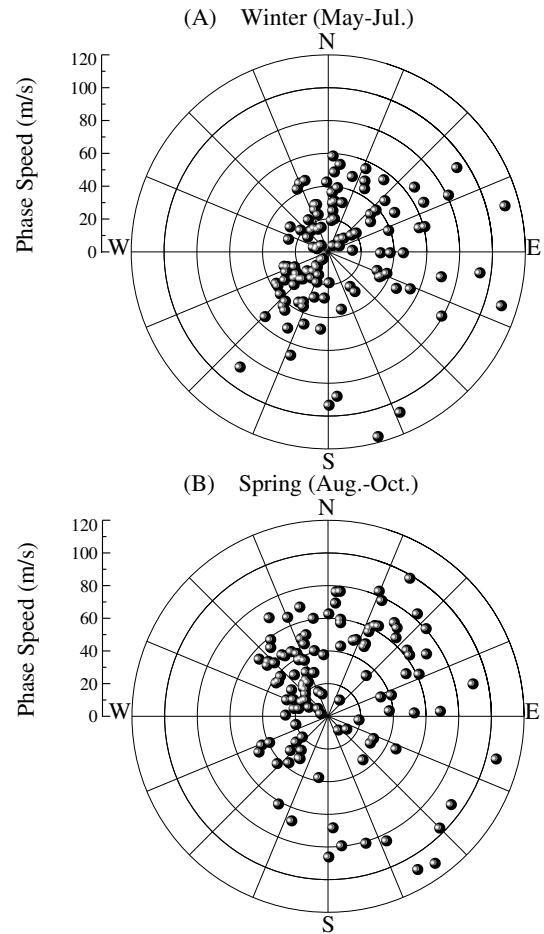 (A) Winter (May-Jul.)
N
120
100
80
60
40
20
0
Phase Speed (m/s)
W
E
S
(B) Spring (Aug.-Oct.)
N
120
100
80
60
40
20
0
Phase Speed (m/s)
W
E
S